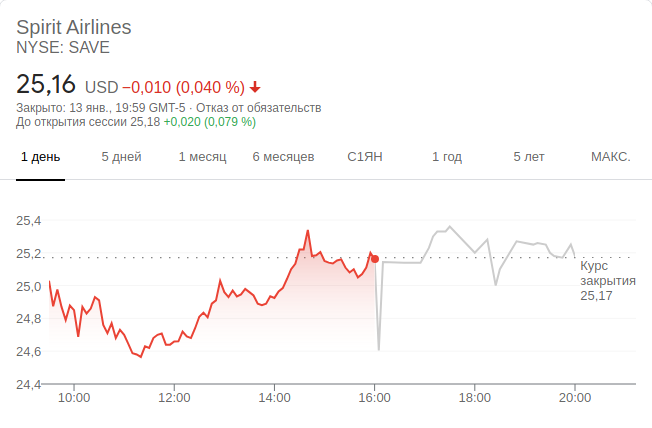 Spirit Airlines
NYSE: SAVE
25,16 USD −0,010 (0,040 %)
Закрыто: 13 янв., 19:59 GMT-5 · Отказ от обязательств
До открытия сессии 25,18 +0,020 (0,079 %)
1 день 5 дней 1 месяц 6 месяцев С1ЯН 1 год 5 лет МАКС.
25,4
25,2
Курс
закрытия
25,17
25,0
24,8
24,6
24,4
10:00 12:00 14:00 16:00 18:00 20:00